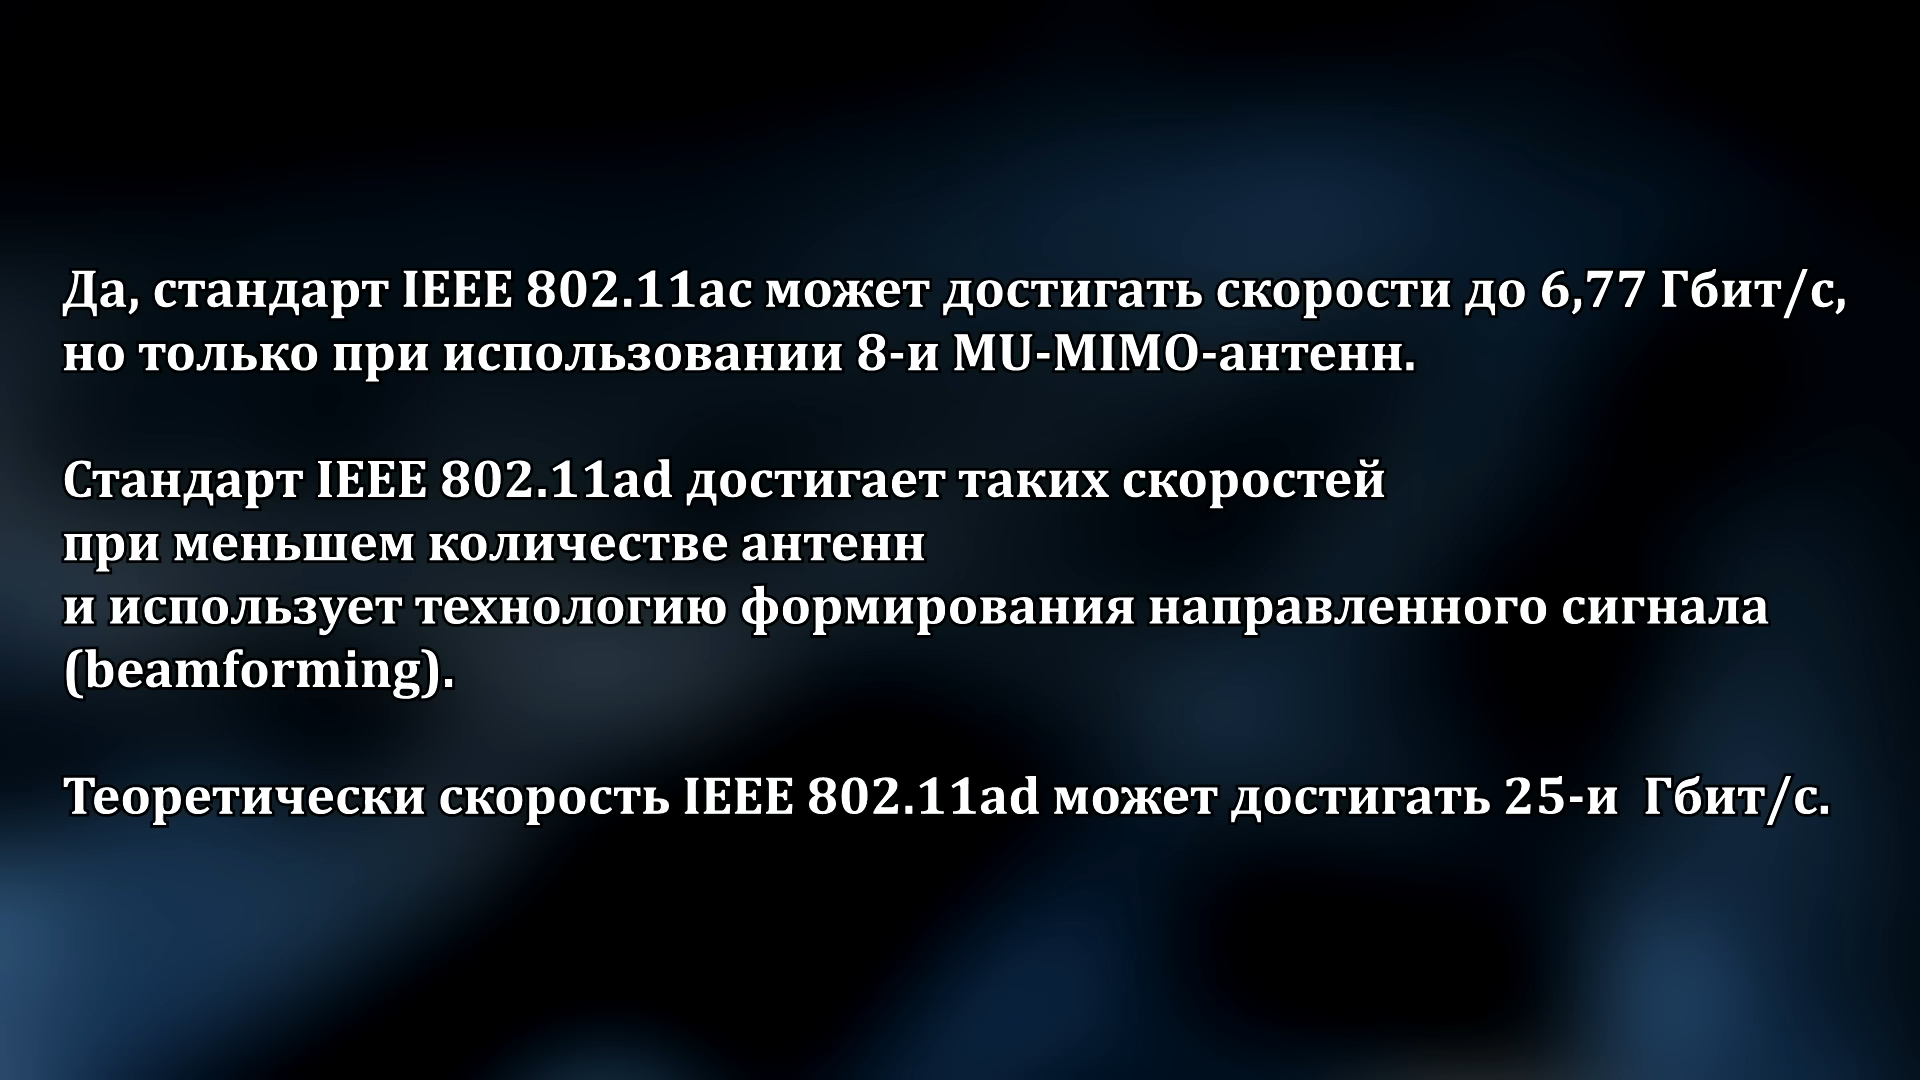 Да, стандарт IEEE 802.11ac может достигать скорости до 6,77 Гбит/с,
но только при использовании 8-и MU-MIMO-антенн.
Стандарт IEEE 802.11ad достигает таких скоростей
при меньшем количестве антенн
и использует технологию формирования направленного сигнала
(beamforming).
Теоретически скорость IEEE 802.11ad может достигать 25-и  Гбит/с.